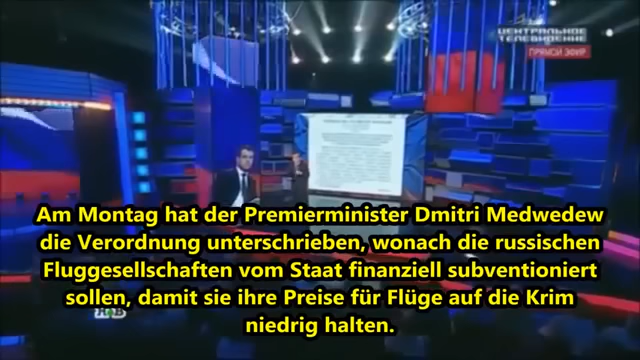 ЦЕНТРАЛЬНОЕ
ТЕЛЕВИДЕНИЕ
ПРЯМОЙ ЭФИР
Am Montag hat der Premierminister Dmitri Medwedew
die Verordnung unterschrieben, wonach die russischen
Fluggesellschaften vom Staat finanziell subventioniert
sollen, damit sie ihre Preise für Flüge auf die Krim
niedrig halten.